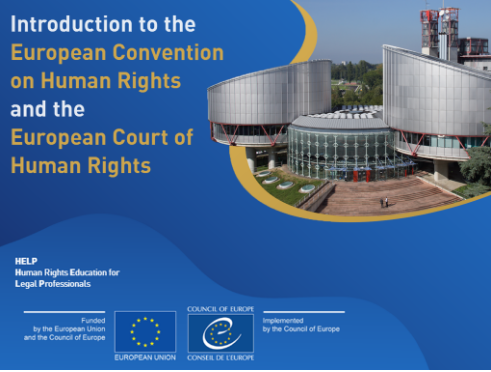 Introduction to the
European Convention
on Human Rights
and the
European Court of
Human Rights
HELP
Human Rights Education for
Legal Professionals
Funded
by the European Union
and the Council of Europe
EUROPEAN UNION
COUNCIL OF EUROPE
CONSEIL DE L'EUROPE
Implemented
by the Council of Europe